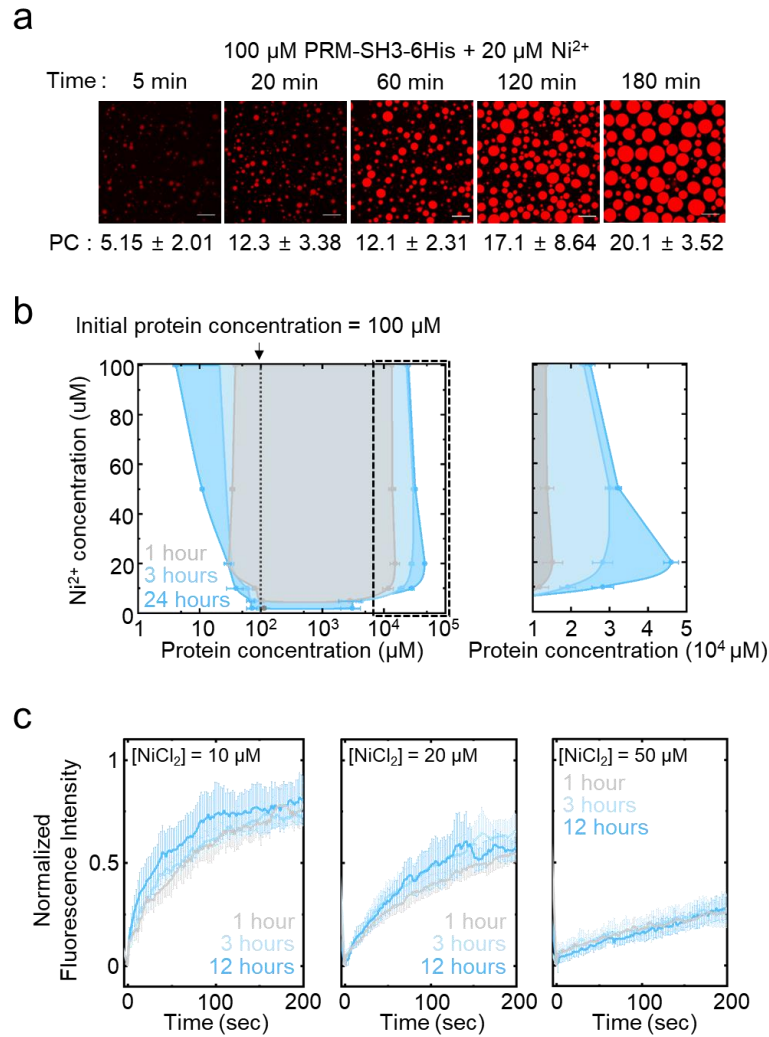 a
100 µM PRM-SH3-6His + 20 µM Ni²⁺
Time : 5 min 20 min 60 min 120 min 180 min
PC : 5.15 ± 2.01 12.3 ± 3.38 12.1 ± 2.31 17.1 ± 8.64 20.1 ± 3.52
b
Initial protein concentration = 100 µM
Ni²⁺ concentration (uM)
100
80
60
40
20
0
1 hour
3 hours
24 hours
1 10 10² 10³ 10⁴ 10⁵
Protein concentration (µM)
1 2 3 4 5
Protein concentration (10⁴ µM)
c
Normalized
Fluorescence Intensity
1
0.5
0
[NiCl₂] = 10 µM
1 hour
3 hours
12 hours
0 100 200
Time (sec)
[NiCl₂] = 20 µM
1 hour
3 hours
12 hours
0 100 200
Time (sec)
[NiCl₂] = 50 µM
1 hour
3 hours
12 hours
0 100 200
Time (sec)